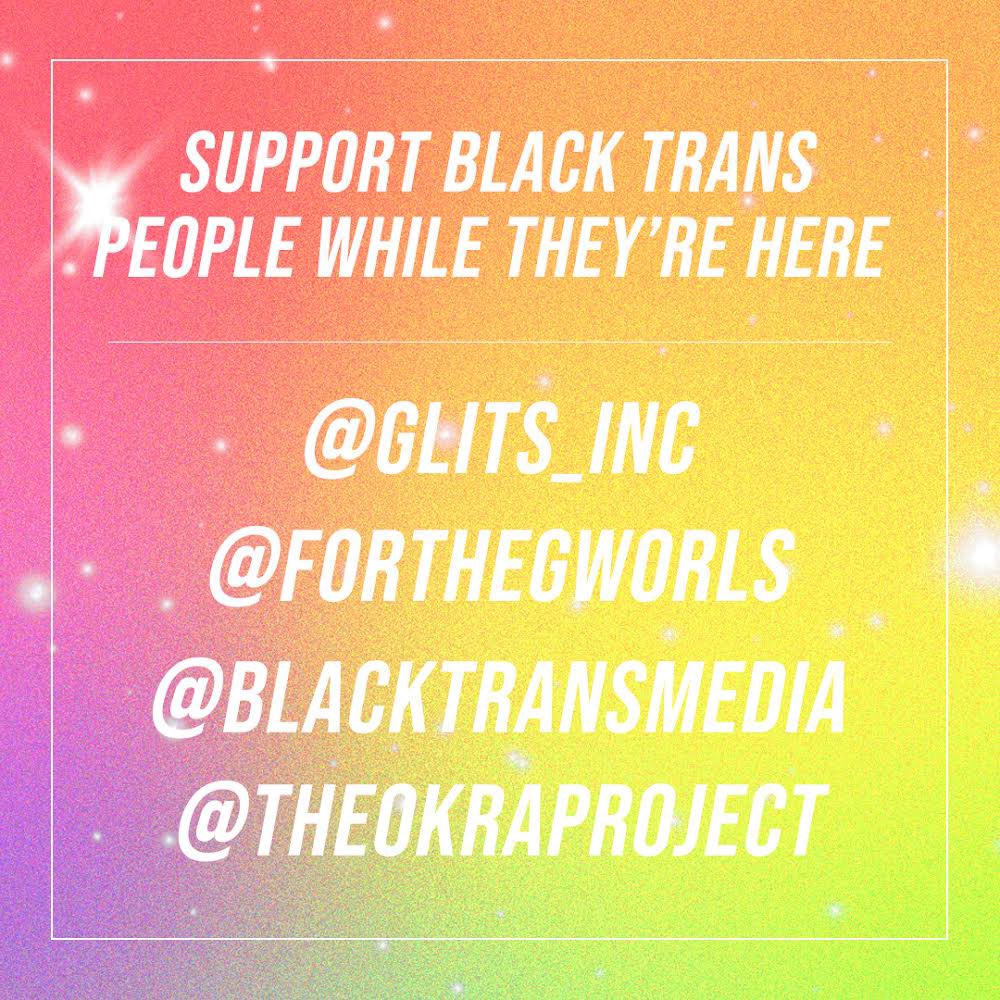 SUPPORT BLACK TRANS
PEOPLE WHILE THEY’RE HERE
@GLITS_INC
@FORTHEGWORLS
@BLACKTRANSMEDIA
@THEOKRAPROJECT